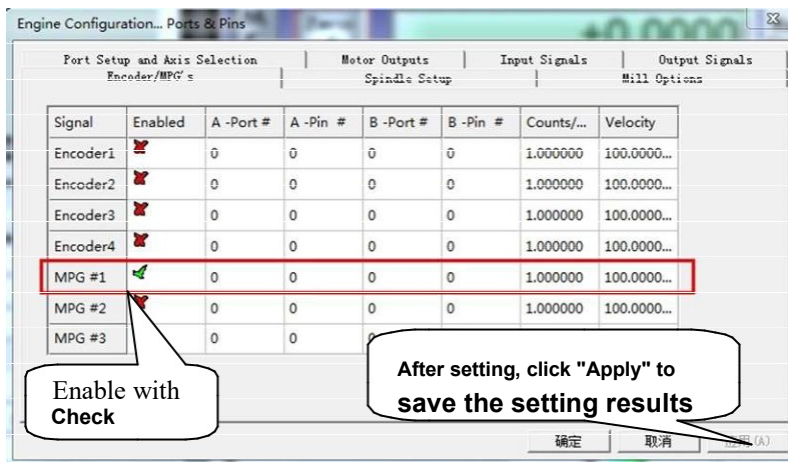 Engine Configuration... Ports & Pins
+0.0000
Port Setup and Axis Selection Motor Outputs Input Signals Output Signals
Encoder/MPG's Spindle Setup Mill Options
Signal Enabled A -Port # A -Pin # B -Port # B -Pin # Counts/... Velocity
Encoder1 0 0 0 0 1.000000 100.0000...
Encoder2 0 0 0 0 1.000000 100.0000...
Encoder3 0 0 0 0 1.000000 100.0000...
Encoder4 0 0 0 0 1.000000 100.0000...
MPG #1 0 0 0 0 1.000000 100.0000...
MPG #2 0 0 0 0 1.000000 100.0000...
MPG #3 0 0
Enable with
Check
After setting, click "Apply" to
save the setting results
确定 取消 应用(A)